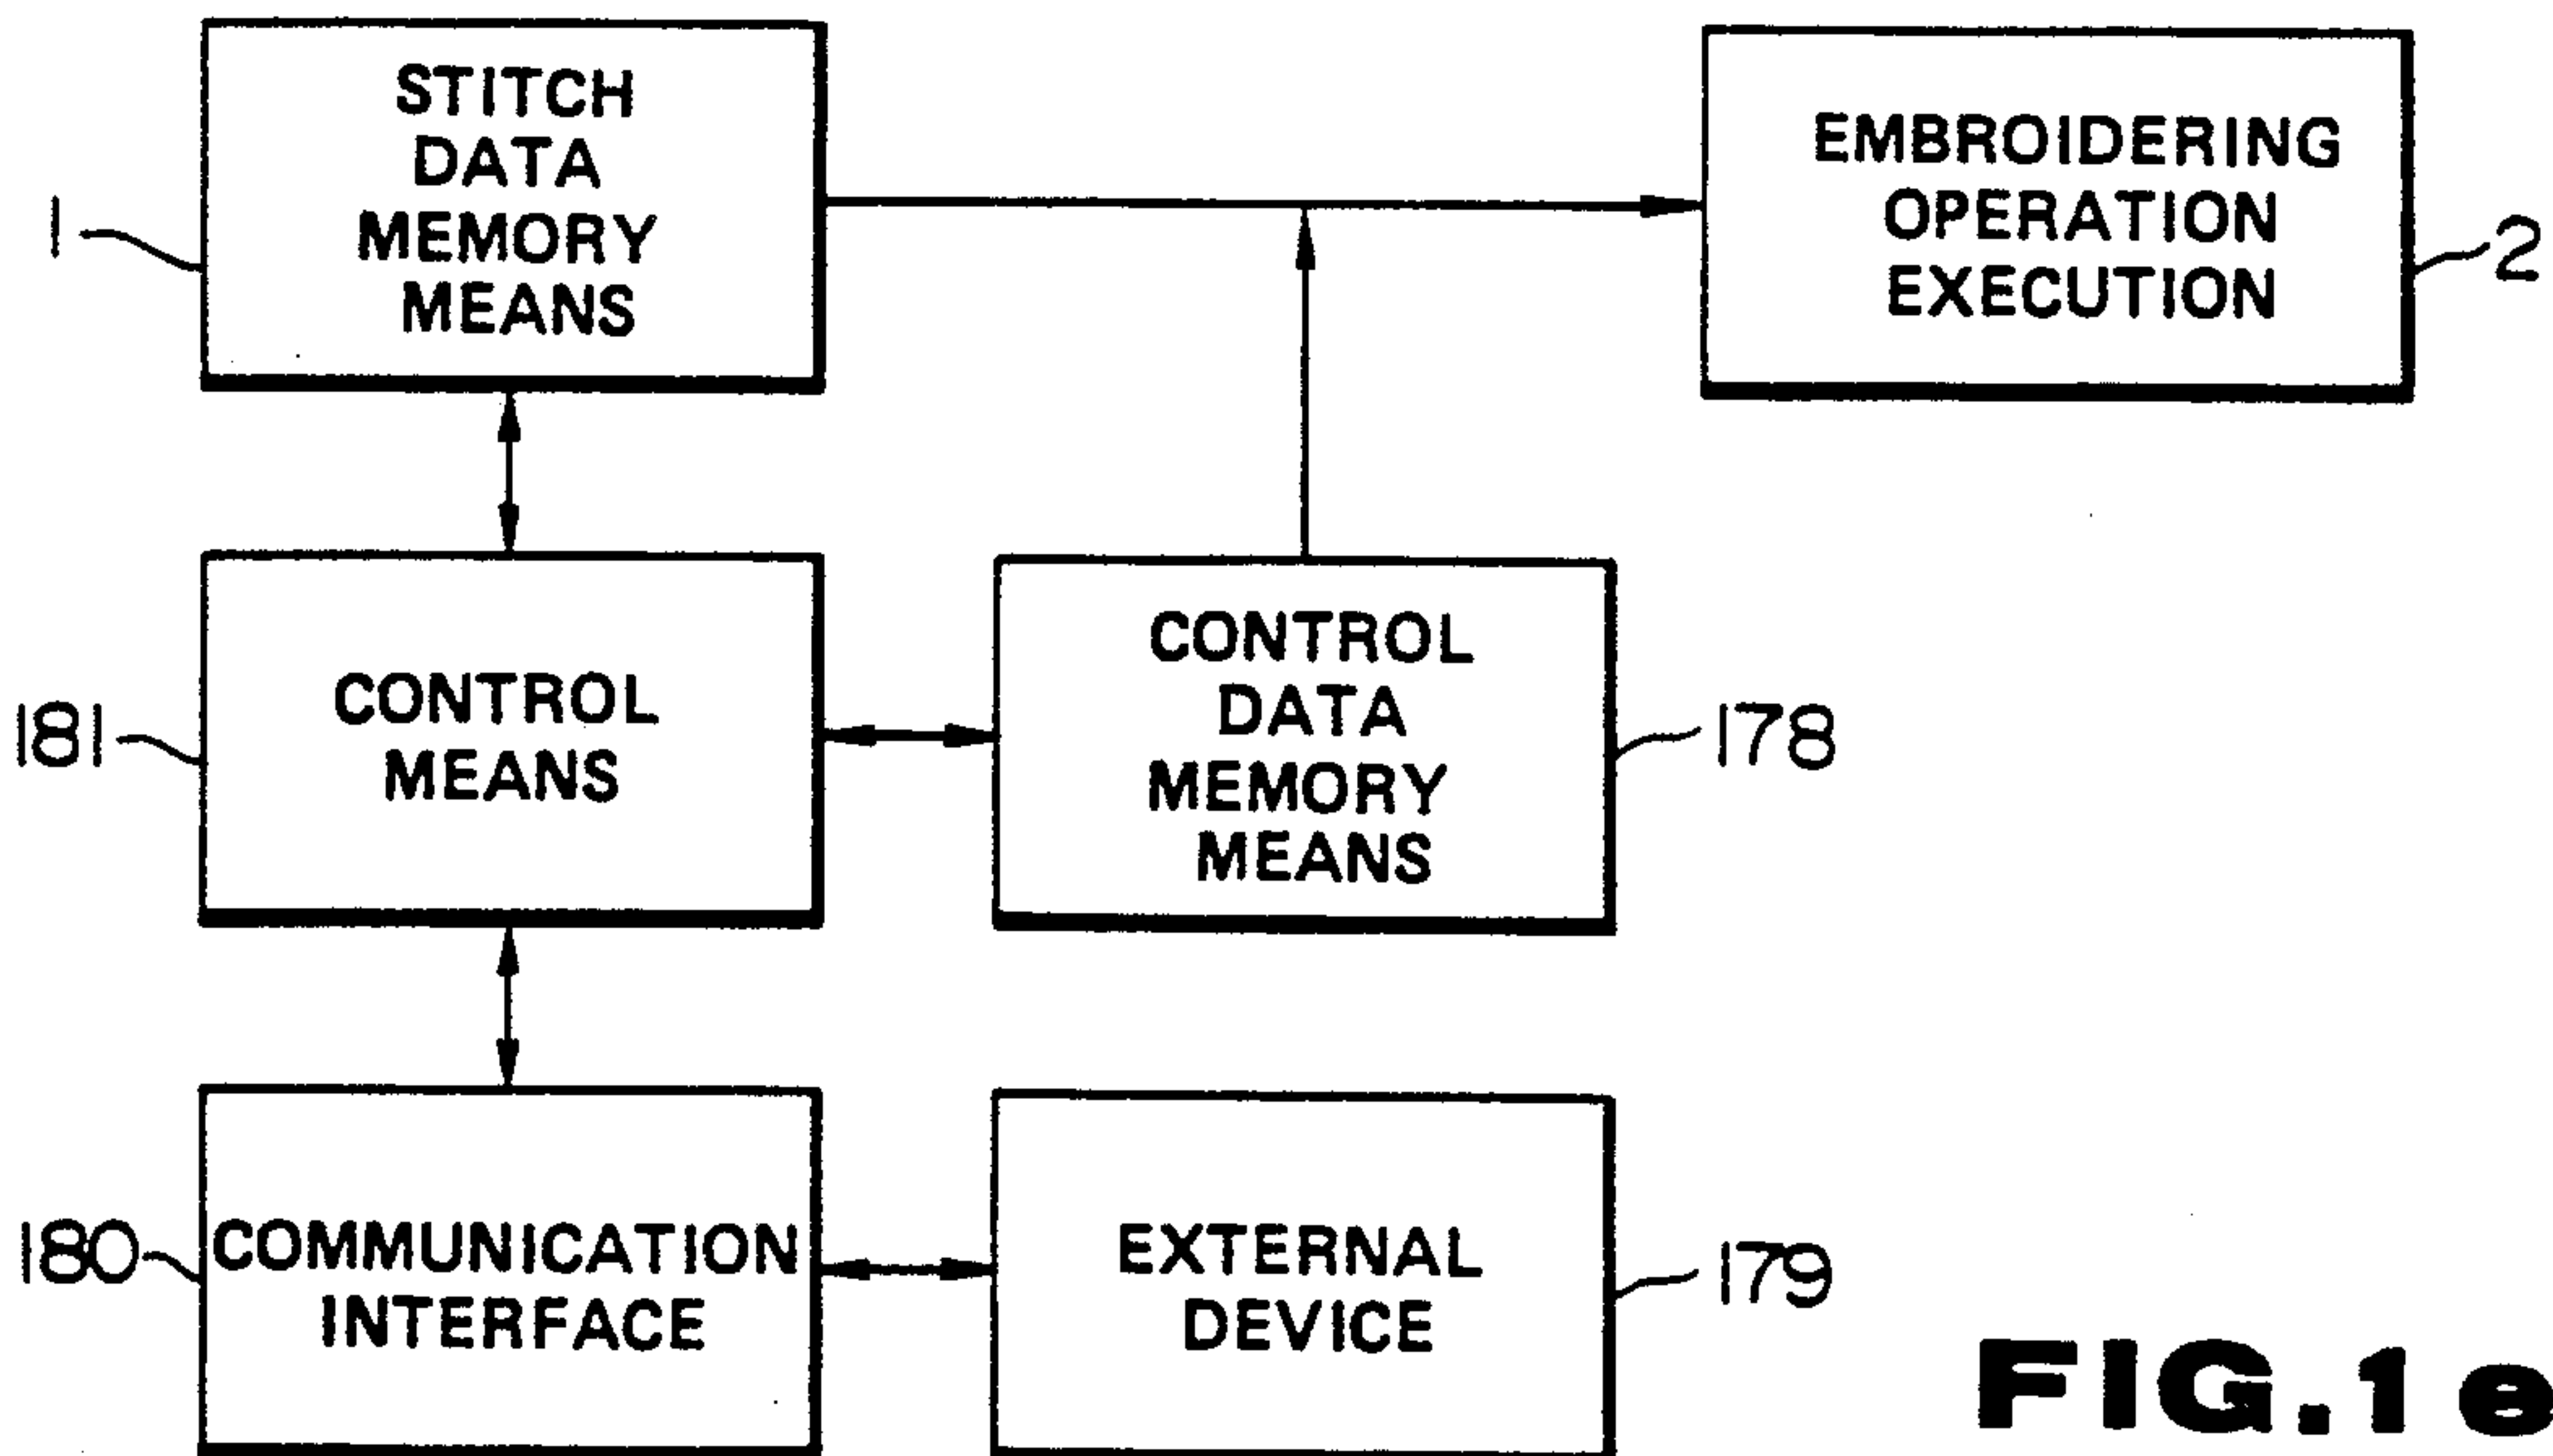 STITCH
DATA
MEMORY
MEANS
1
EMBROIDERING
OPERATION
EXECUTION
2
CONTROL
MEANS
181
CONTROL
DATA
MEMORY
MEANS
178
COMMUNICATION
INTERFACE
180
EXTERNAL
DEVICE
179
FIG.1e